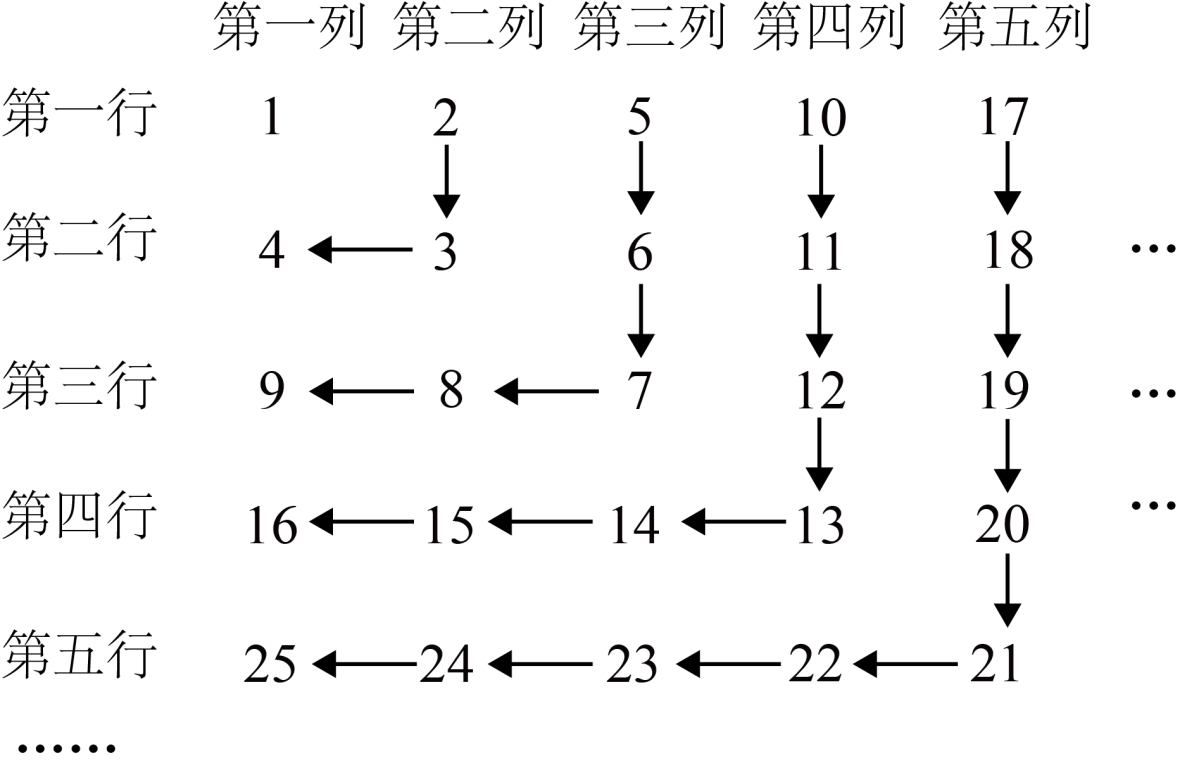 第一列 第二列 第三列 第四列 第五列
第一行 1 2 5 10 17
第二行 4 3 6 11 18 …
第三行 9 8 7 12 19 …
第四行 16 15 14 13 20 …
第五行 25 24 23 22 21
……